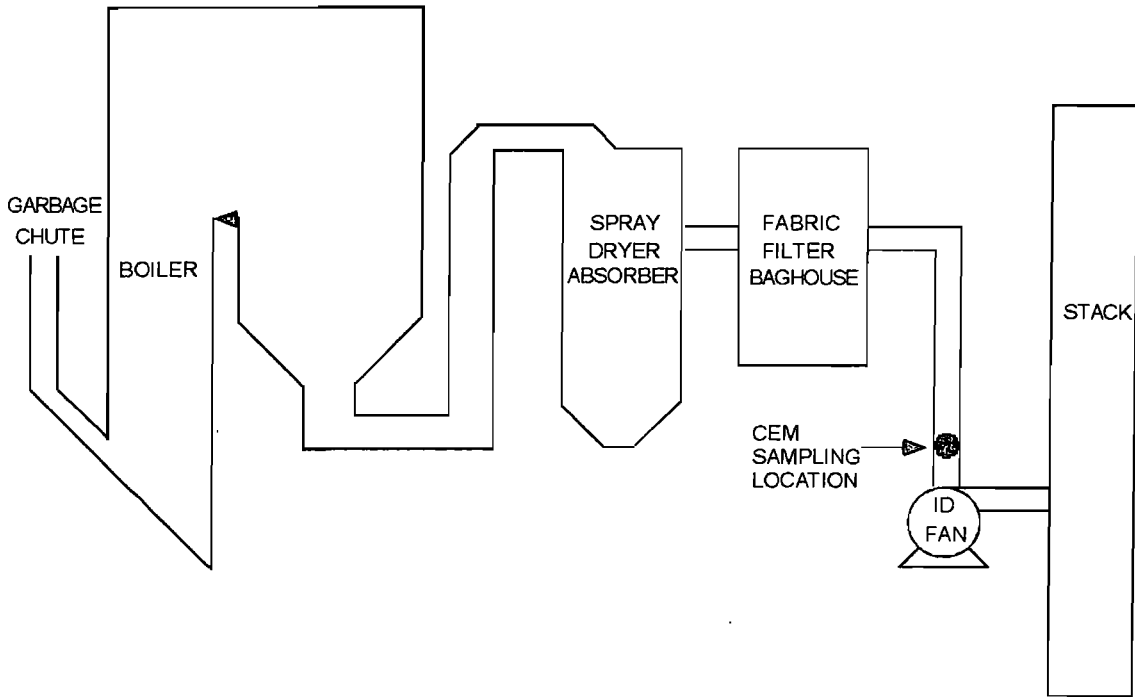 GARBAGE
CHUTE
BOILER
SPRAY
DRYER
ABSORBER
FABRIC
FILTER
BAGHOUSE
STACK
CEM
SAMPLING
LOCATION
ID
FAN